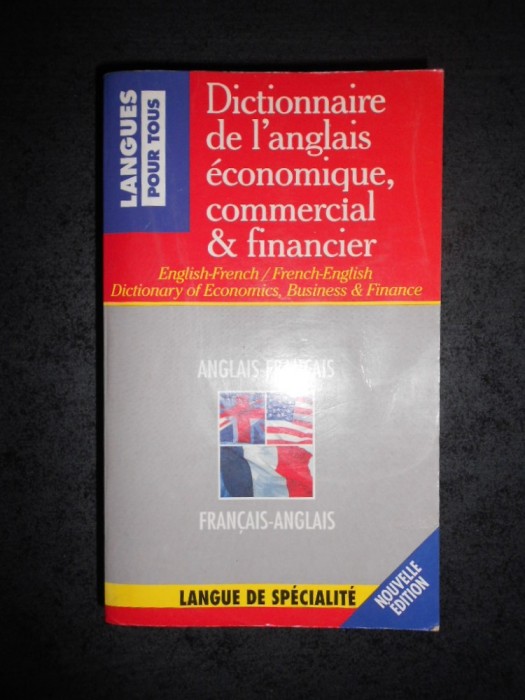 LANGUES
POUR TOUS
Dictionnaire
de l'anglais
économique,
commercial
& financier
English-French / French-English
Dictionary of Economics, Business & Finance
ANGLAIS-FRANÇAIS
FRANÇAIS-ANGLAIS
LANGUE DE SPÉCIALITÉ
NOUVELLE
ÉDITION